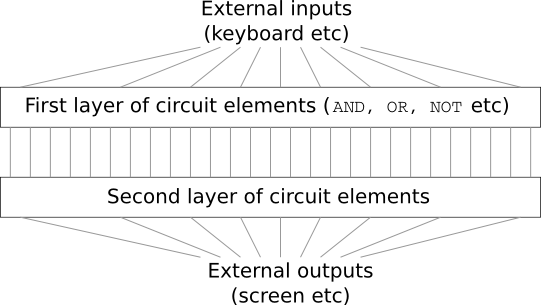 External inputs
(keyboard etc)
First layer of circuit elements (AND, OR, NOT etc)
Second layer of circuit elements
External outputs
(screen etc)